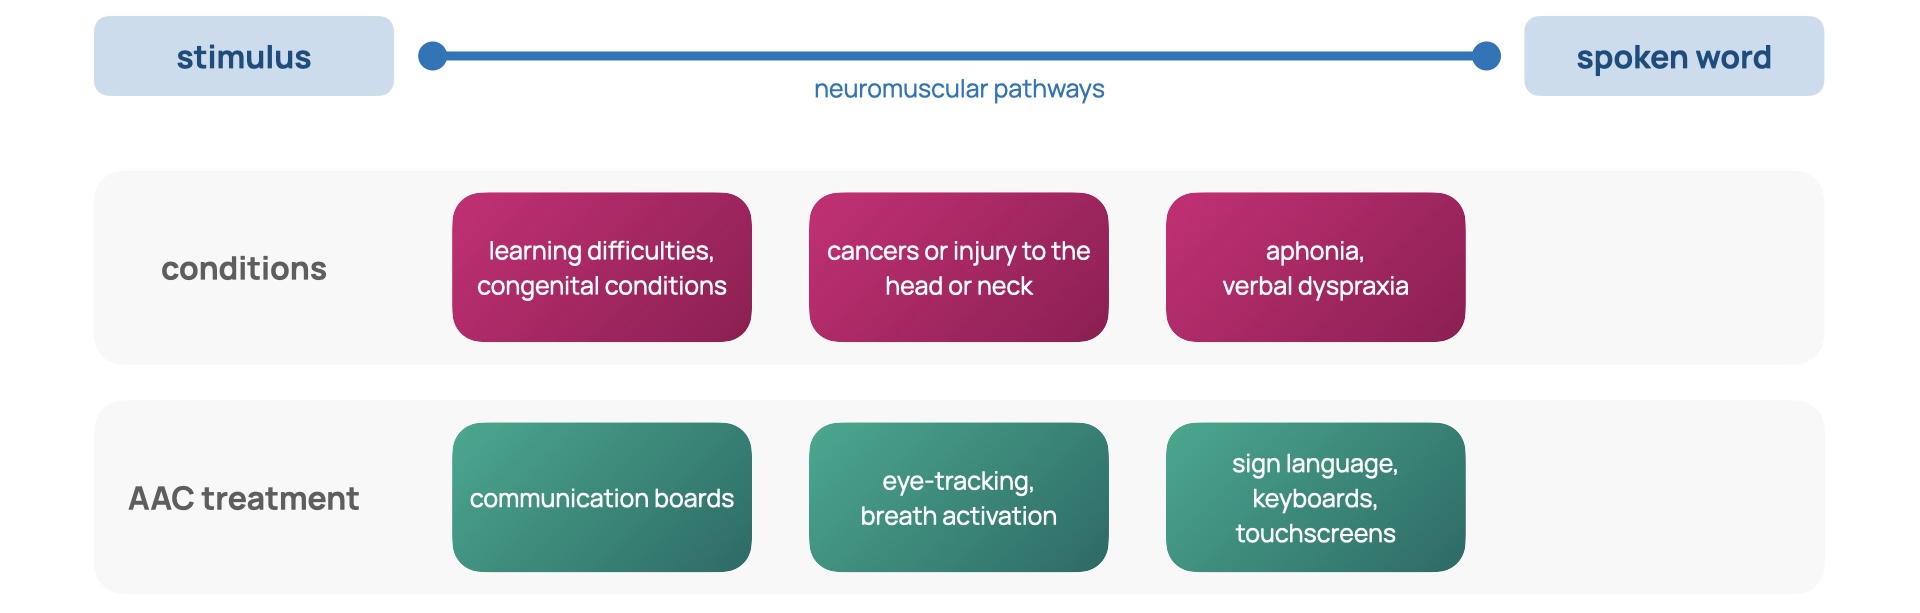 stimulus
spoken word
neuromuscular pathways
conditions
learning difficulties,
congenital conditions
cancers or injury to the
head or neck
aphonia,
verbal dyspraxia
AAC treatment
communication boards
eye-tracking,
breath activation
sign language,
keyboards,
touchscreens